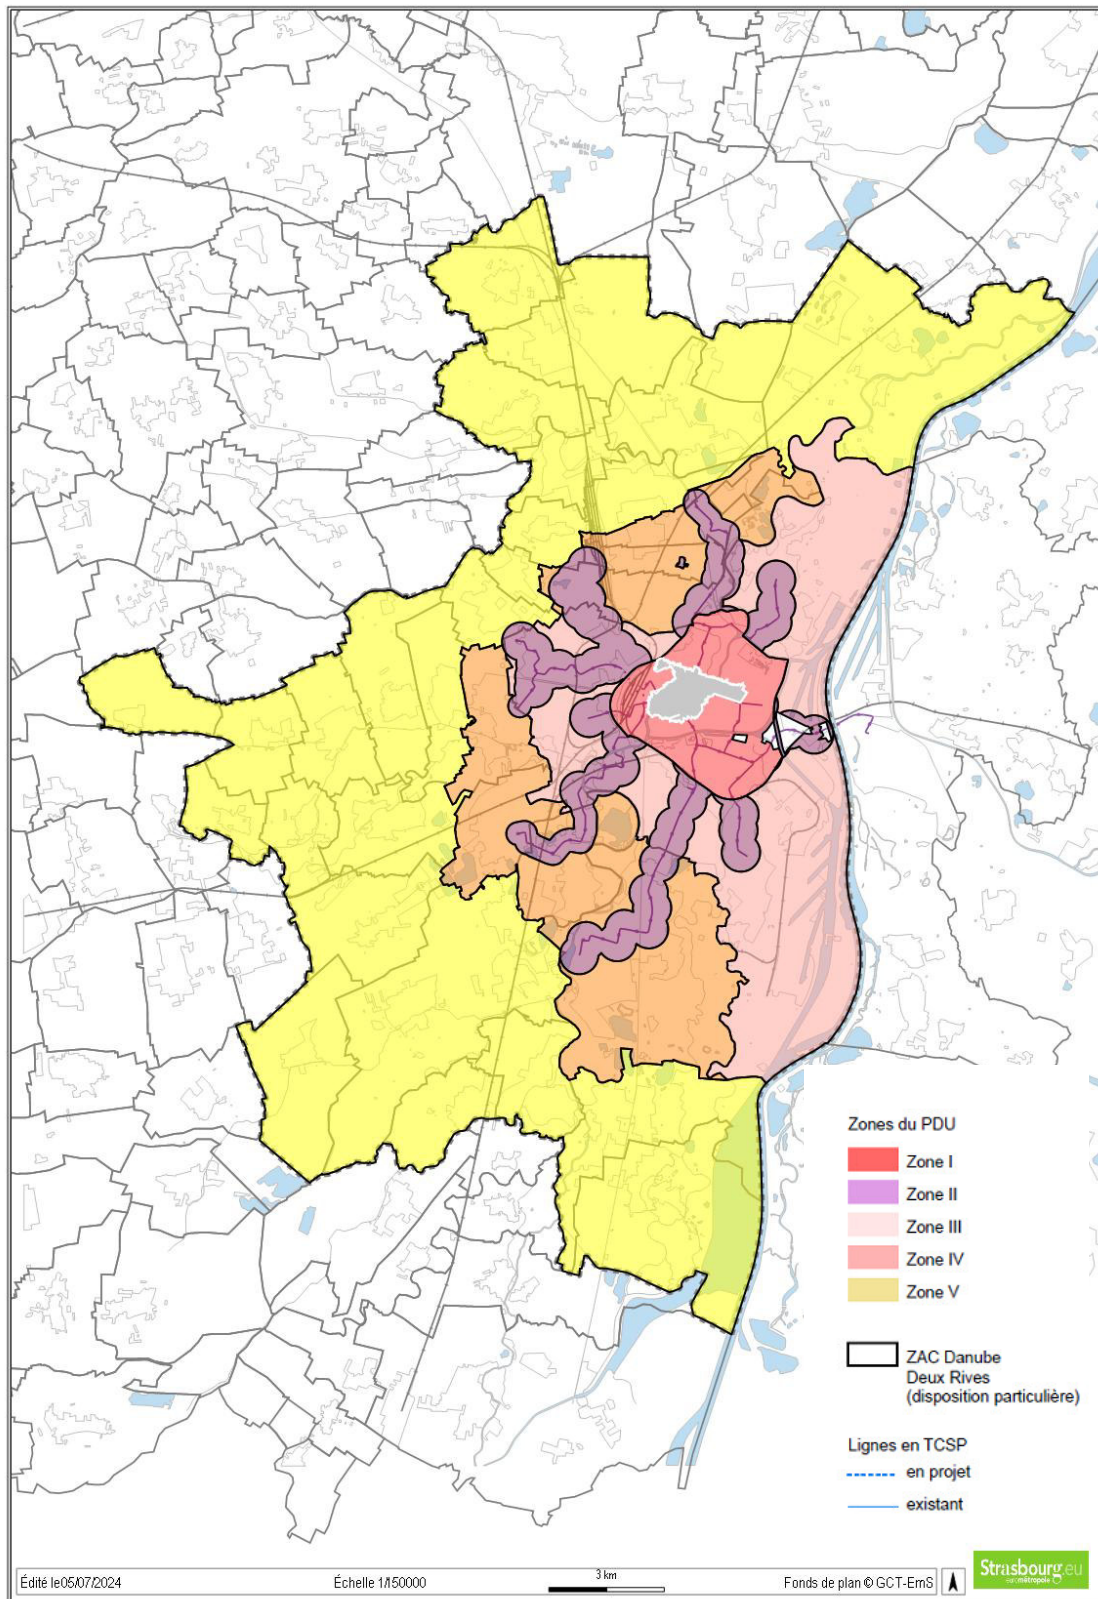 Zones du PDU
Zone I
Zone II
Zone III
Zone IV
Zone V
ZAC Danube
Deux Rives
(disposition particulière)
Lignes en TCSP
en projet
existant
Édité le05/07/2024
Échelle 1/150000
3 km
Fonds de plan © GCT-EmS
Strasbourg.eu
eurométropole